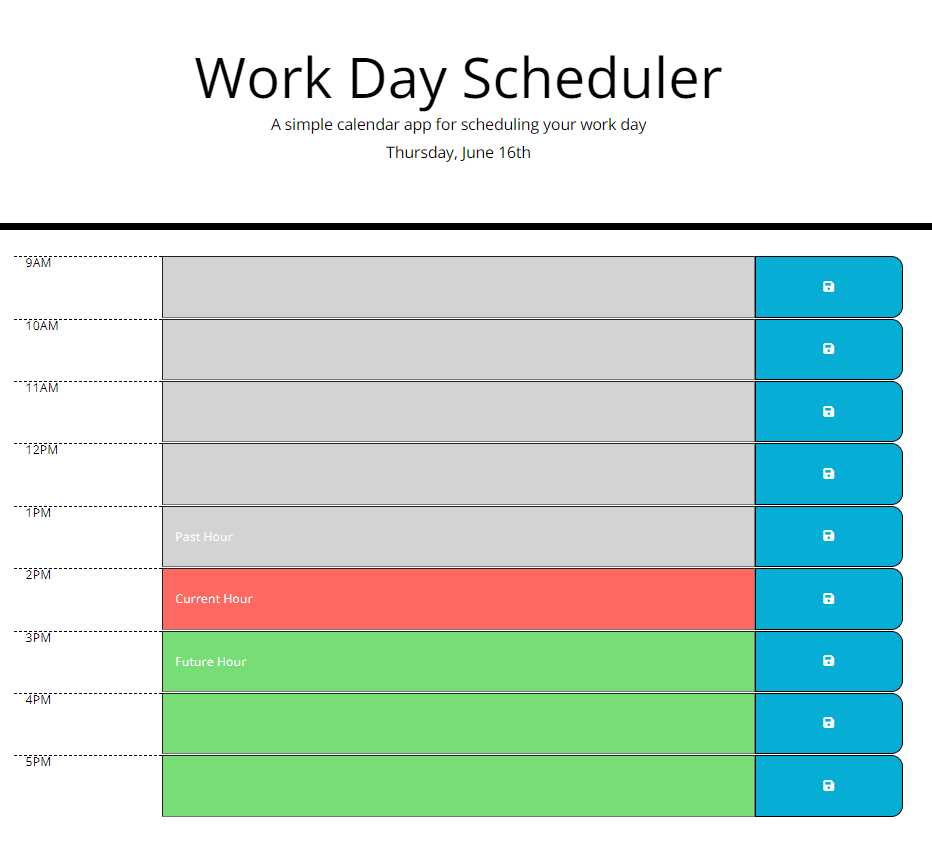 Work Day Scheduler
A simple calendar app for scheduling your work day
Thursday, June 16th
9AM
10AM
11AM
12PM
1PM
Past Hour
2PM
Current Hour
3PM
Future Hour
4PM
5PM